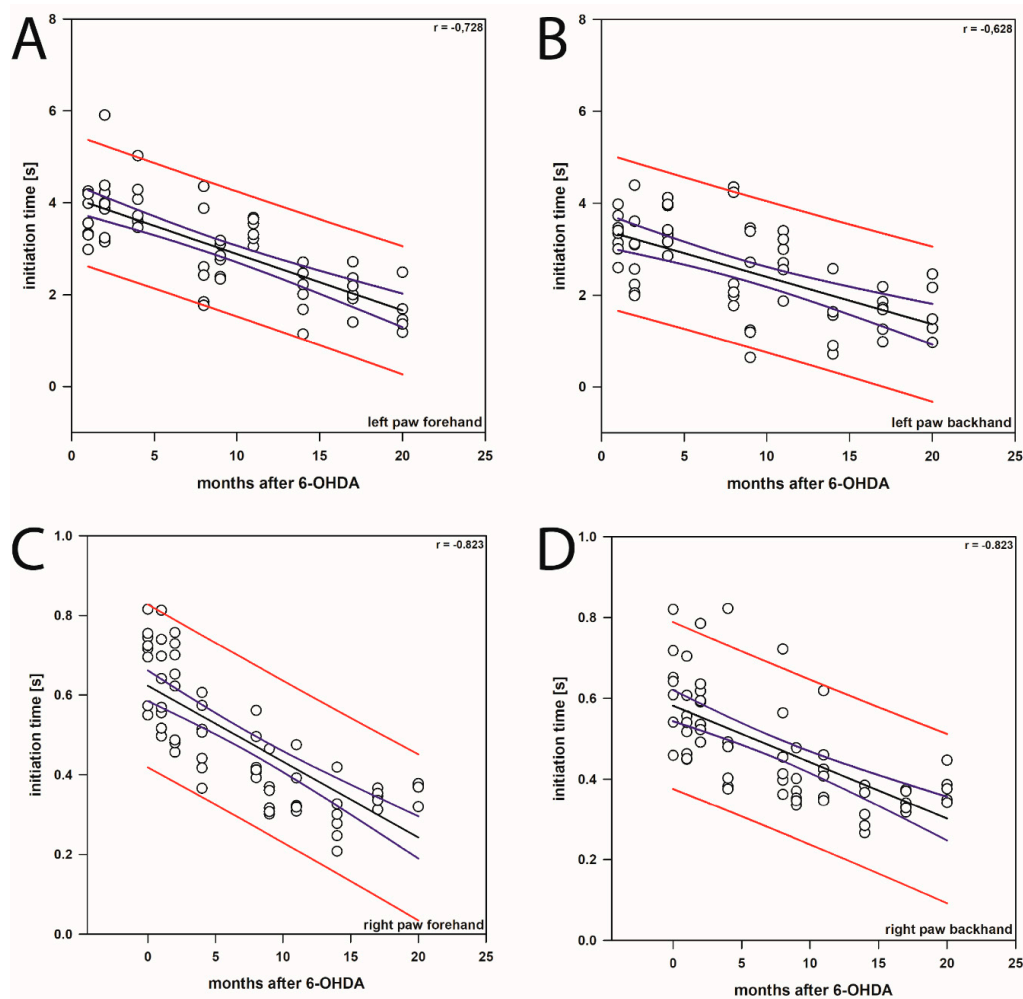 A
r = -0,728
8
6
4
2
0
initiation time [s]
left paw forehand
0 5 10 15 20 25
months after 6-OHDA
B
r = -0,628
8
6
4
2
0
initiation time [s]
left paw backhand
0 5 10 15 20 25
months after 6-OHDA
C
r = -0.823
1.0
0.8
0.6
0.4
0.2
0.0
initiation time [s]
right paw forehand
0 5 10 15 20 25
months after 6-OHDA
D
r = -0.823
1.0
0.8
0.6
0.4
0.2
0.0
initiation time [s]
right paw backhand
0 5 10 15 20 25
months after 6-OHDA